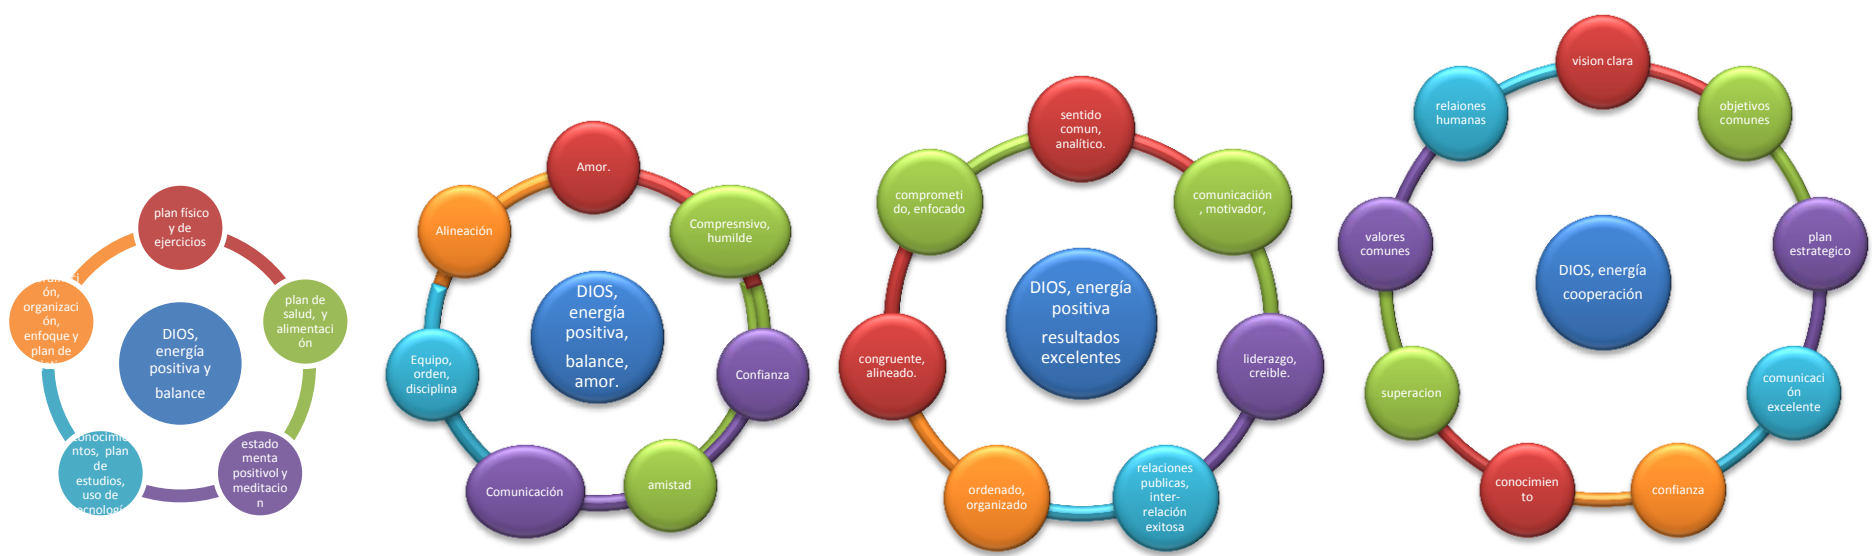 plan físico
y de
ejercicios
plan de
salud, y
alimentaci
ón
estado
menta
positivol y
meditacio
n
ntos, plan
de
estudios,
uso de
ón,
organizaci
ón,
enfoque y
plan de
DIOS,
energía
positiva y
balance
Amor.
Compresnsivo,
humilde
Confianza
amistad
Comunicación
Equipo,
orden,
disciplina
Alineación
DIOS,
energía
positiva,
balance,
amor.
sentido
comun,
analítico.
comunicaciión
, motivador,
liderazgo,
creible.
relaciones
publicas,
inter-
relación
exitosa
ordenado,
organizado
congruente,
alineado.
comprometi
do, enfocado
DIOS, energía
positiva
resultados
excelentes
vision clara
objetivos
comunes
plan
estrategico
comunicaci
ón
excelente
confianza
conocimien
to
superacion
valores
comunes
relaiones
humanas
DIOS, energía
cooperación